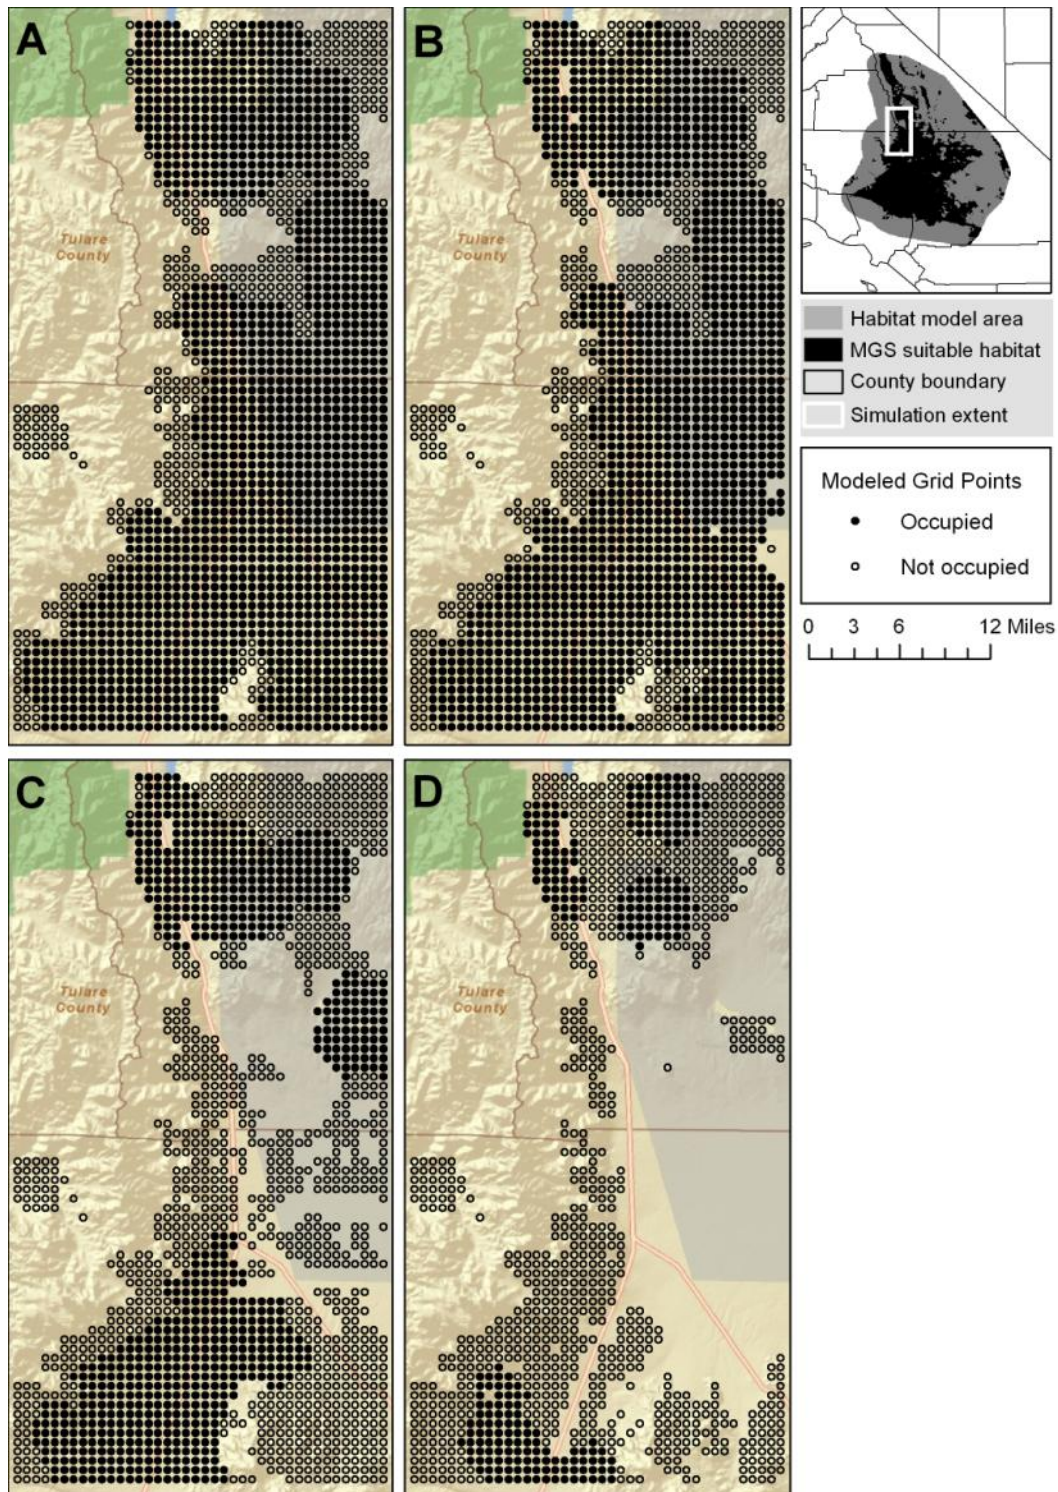 A
B
Tulare
County
Tulare
County
Habitat model area
MGS suitable habitat
County boundary
Simulation extent
Modeled Grid Points
Occupied
Not occupied
0 3 6 12 Miles
C
D
Tulare
County
Tulare
County